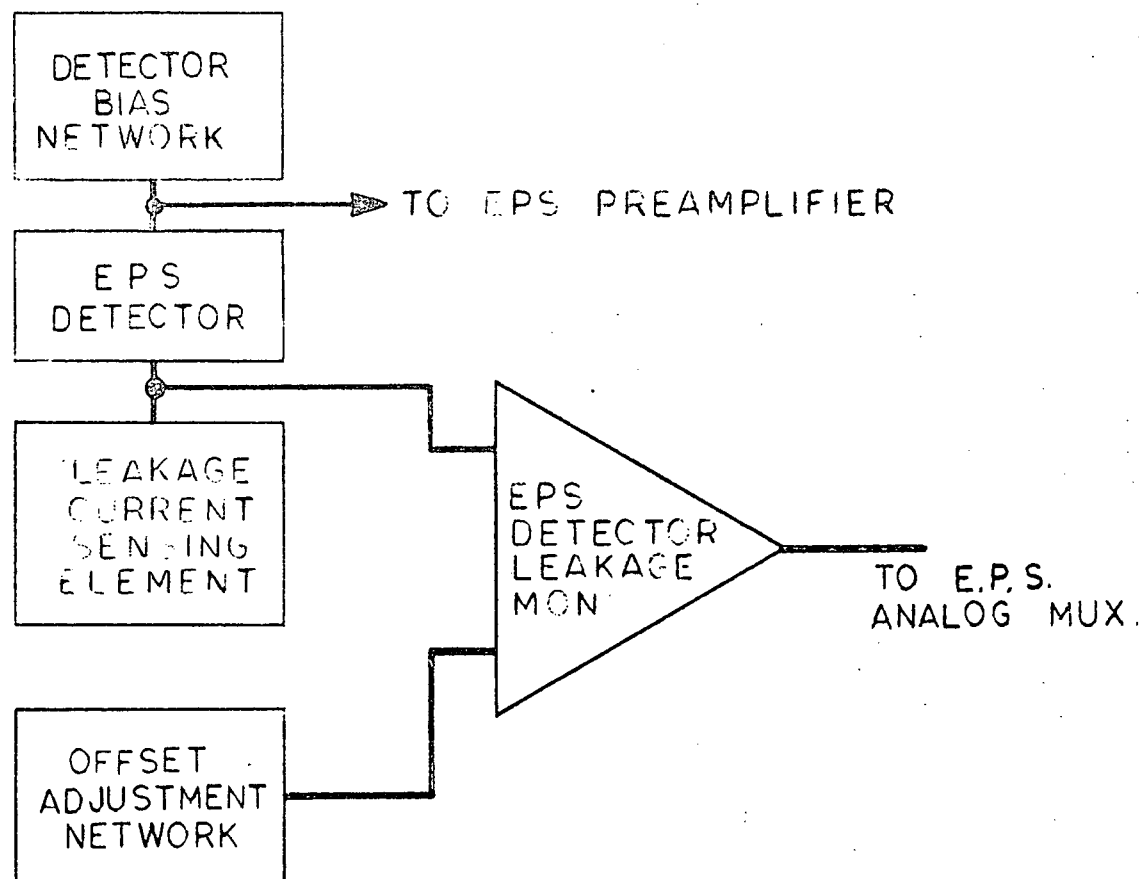 DETECTOR
BIAS
NETWORK
TO EPS PREAMPLIFIER
EPS
DETECTOR
LEAKAGE
CURRENT
SENSING
ELEMENT
EPS
DETECTOR
LEAKAGE
MON
TO E.P.S.
ANALOG MUX.
OFFSET
ADJUSTMENT
NETWORK